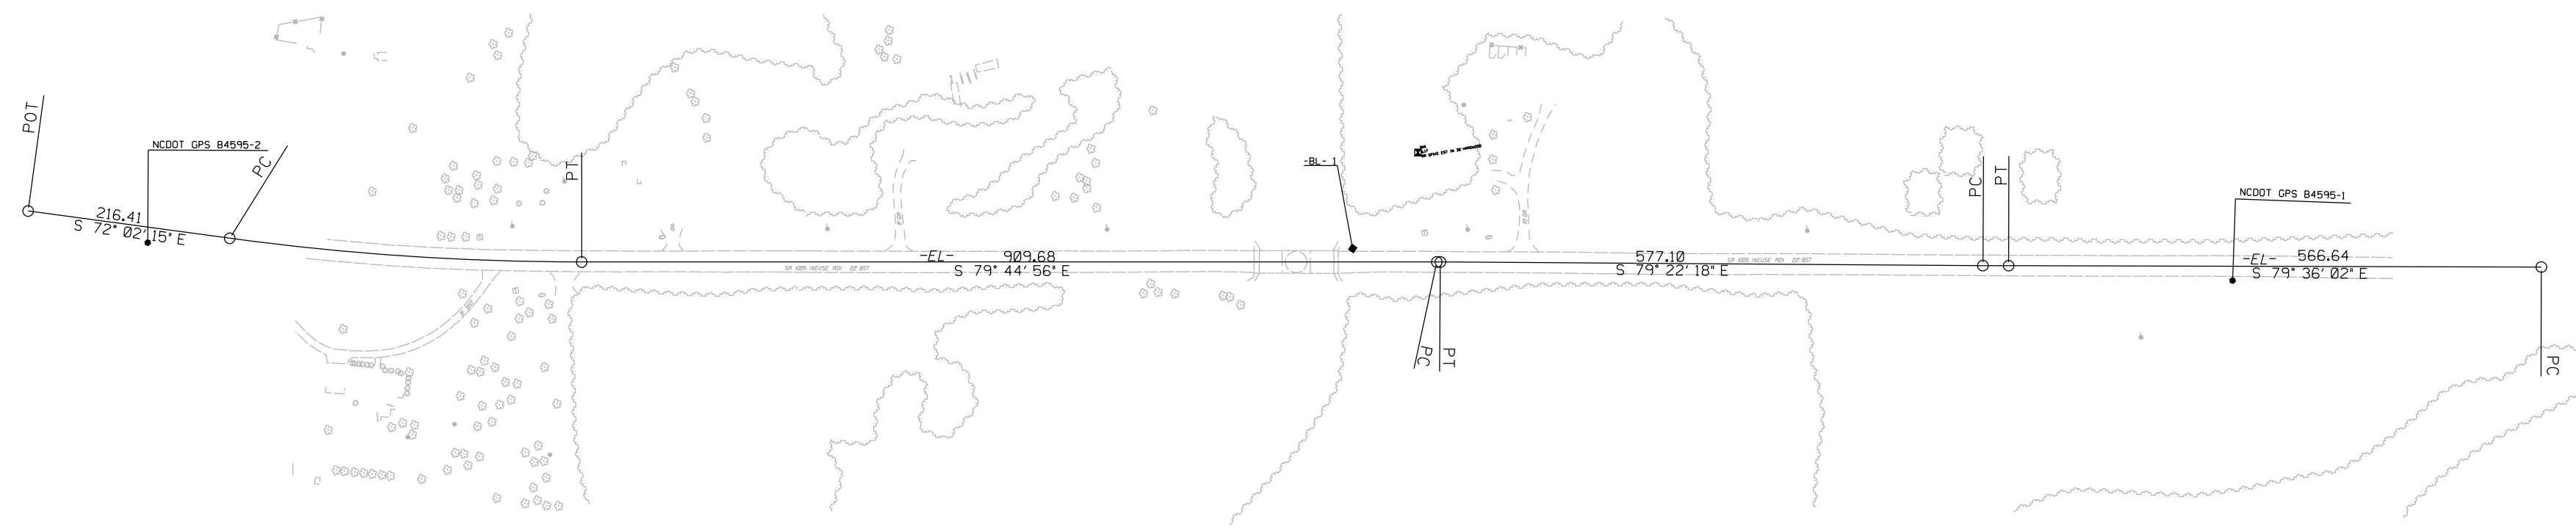 POT
NCDOT GPS B4595-2
PC
216.41
S 72° 02' 15" E
PT
-EL- 909.68
S 79° 44' 56" E
-BL- 1
PC
PT
577.10
S 79° 22' 18" E
PC
PT
NCDOT GPS B4595-1
-EL- 566.64
S 79° 36' 02" E
PC